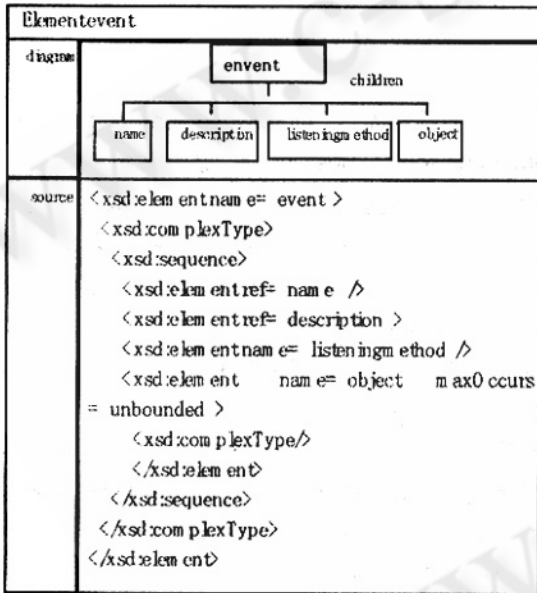 Elementevent
diagram
envent
children
name description listeningmethod object
source
<xsd:elementname= event >
<xsd:complexType>
<xsd:sequence>
<xsd:elementref= name />
<xsd:elementref= description >
<xsd:elementname= listeningmethod />
<xsd:element name= object maxOccurs
= unbounded >
<xsd:complexType/>
</xsd:element>
</xsd:sequence>
</xsd:complexType>
</xsd:element>